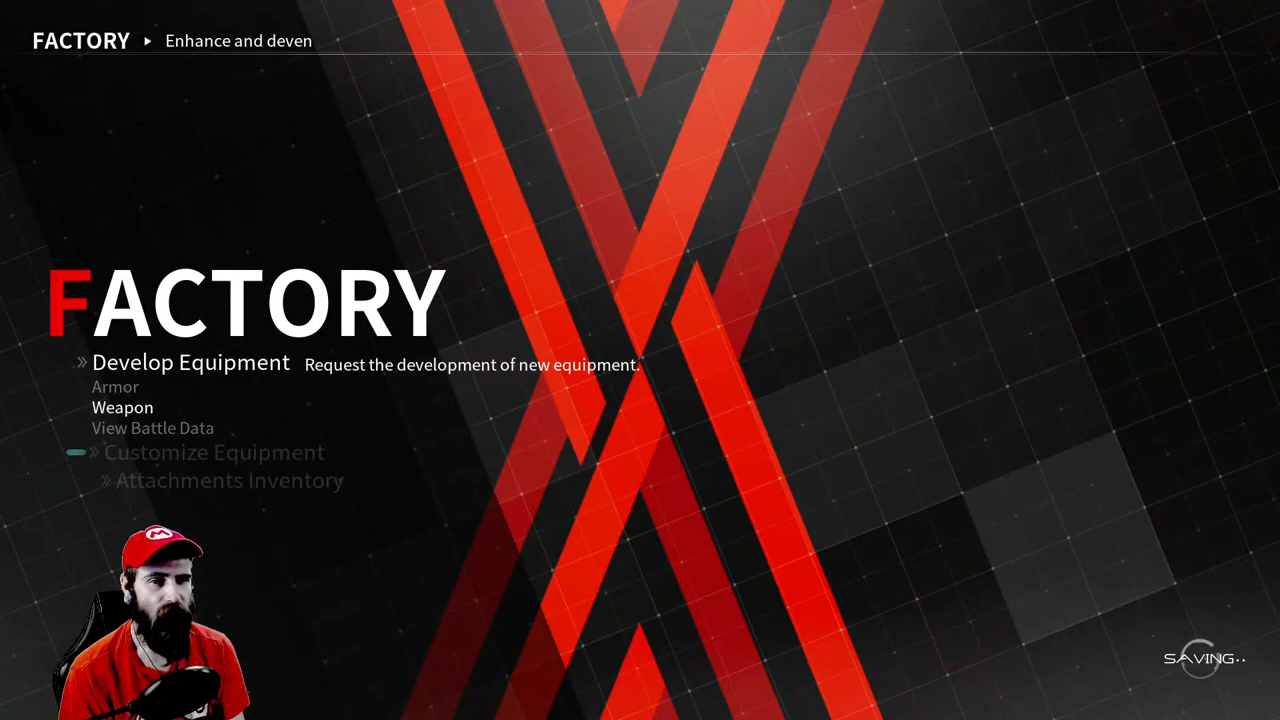 FACTORY Enhance and deven
FACTORY
» Develop Equipment Request the development of new equipment.
Armor
Weapon
View Battle Data
» Customize Equipment
» Attachments Inventory
M
SAVING··